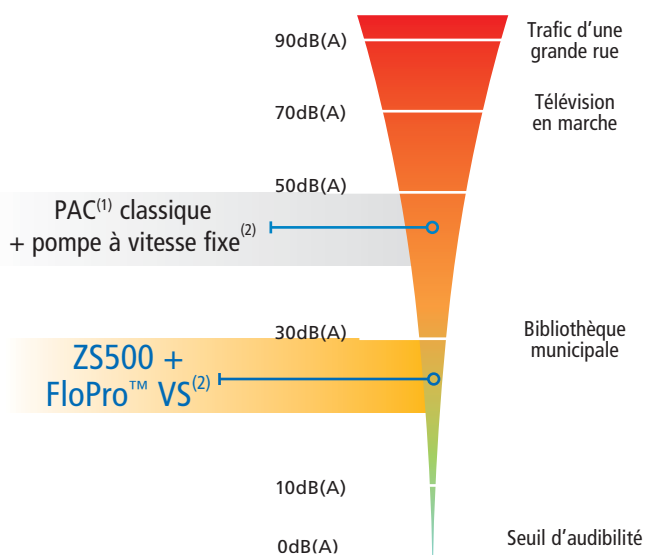 90dB(A)
Trafic d'une
grande rue
70dB(A)
Télévision
en marche
50dB(A)
PAC(1) classique
+ pompe à vitesse fixe(2)
30dB(A)
Bibliothèque
municipale
ZS500 +
FloPro™ VS(2)
10dB(A)
0dB(A)
Seuil d'audibilité